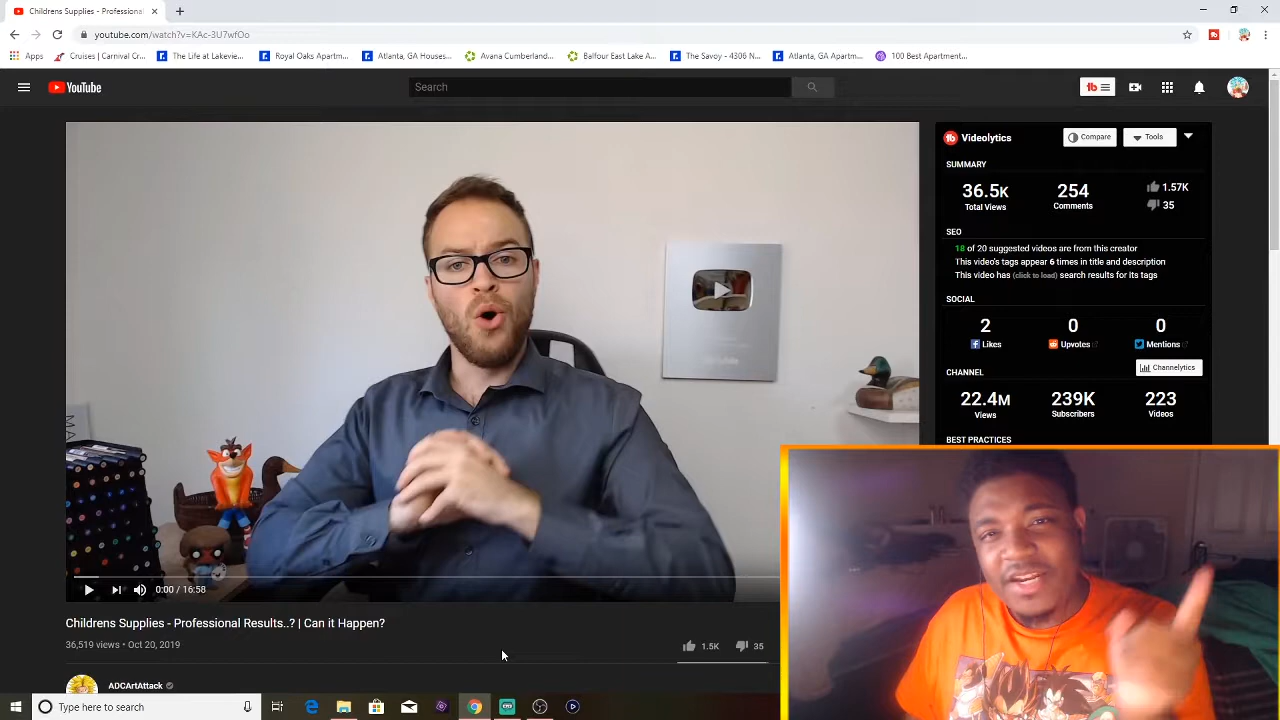 Childrens Supplies - Professional
youtube.com/watch?v=KAc-3U7wfOo
Apps
Cruises | Carnival Cr...
The Life at Lakevie...
Royal Oaks Apartm...
Atlanta, GA Houses...
Avana Cumberland...
Balfour East Lake A...
The Savoy - 4306 N...
Atlanta, GA Apartm...
100 Best Apartment...
YouTube
Search
Videolytics
Compare
Tools
SUMMARY
36.5K
254
1.57K
Total Views
Comments
35
SEO
18 of 20 suggested videos are from this creator
This video's tags appear 6 times in title and description
This video has (click to load) search results for its tags
SOCIAL
2
0
0
Likes
Upvotes
Mentions
CHANNEL
Channelytics
22.4M
239K
223
Views
Subscribers
Videos
BEST PRACTICES
0:00 / 16:58
Childrens Supplies - Professional Results..? | Can it Happen?
36,519 views • Oct 20, 2019
1.5K
35
ADCArtAttack
Type here to search